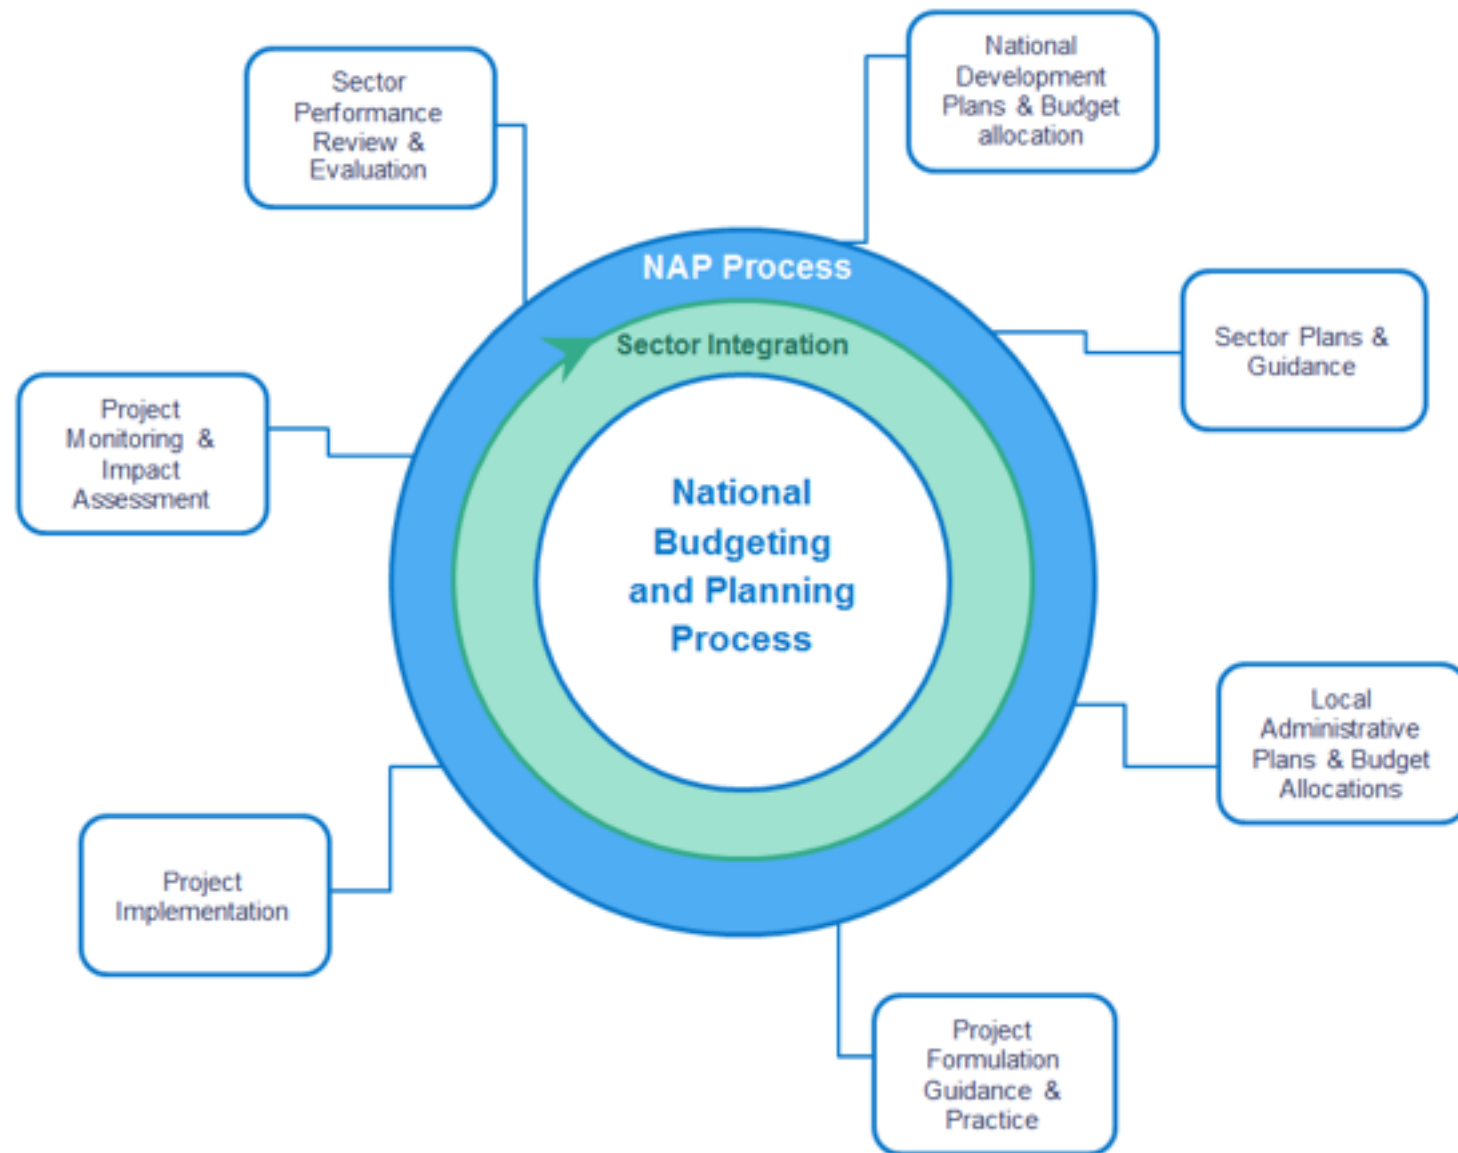 Sector
Performance
Review &
Evaluation
National
Development
Plans & Budget
allocation
NAP Process
Sector Integration
Sector Plans &
Guidance
Project
Monitoring &
Impact
Assessment
National
Budgeting
and Planning
Process
Local
Administrative
Plans & Budget
Allocations
Project
Implementation
Project
Formulation
Guidance &
Practice